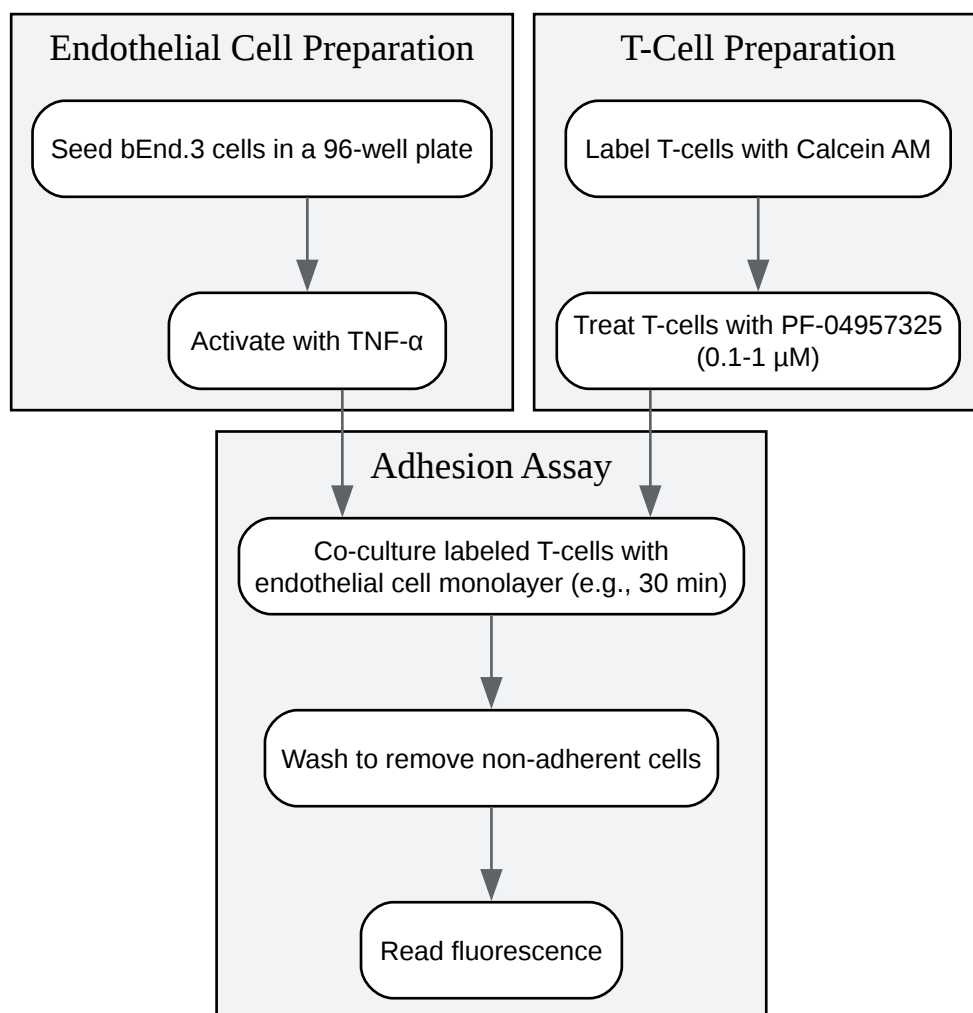 Endothelial Cell Preparation
Seed bEnd.3 cells in a 96-well plate
Activate with TNF-α
T-Cell Preparation
Label T-cells with Calcein AM
Treat T-cells with PF-04957325
(0.1-1 µM)
Adhesion Assay
Co-culture labeled T-cells with
endothelial cell monolayer (e.g., 30 min)
Wash to remove non-adherent cells
Read fluorescence